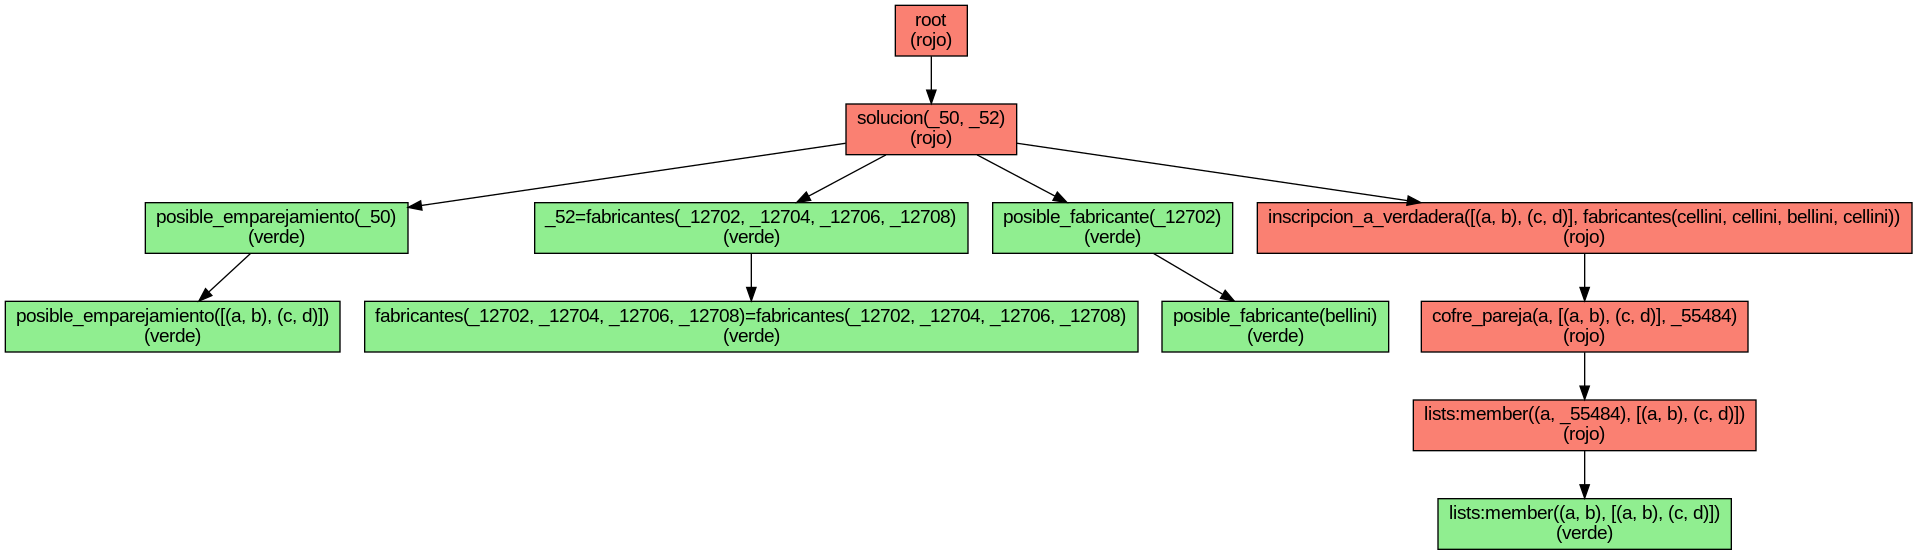 root
(rojo)
solucion(_50, _52)
(rojo)
posible_emparejamiento(_50)
(verde)
_52=fabricantes(_12702, _12704, _12706, _12708)
(verde)
posible_fabricante(_12702)
(verde)
inscripcion_a_verdadera([(a, b), (c, d)], fabricantes(cellini, cellini, bellini, cellini))
(rojo)
posible_emparejamiento([(a, b), (c, d)])
(verde)
fabricantes(_12702, _12704, _12706, _12708)=fabricantes(_12702, _12704, _12706, _12708)
(verde)
posible_fabricante(bellini)
(verde)
cofre_pareja(a, [(a, b), (c, d)], _55484)
(rojo)
lists:member((a, _55484), [(a, b), (c, d)])
(rojo)
lists:member((a, b), [(a, b), (c, d)])
(verde)